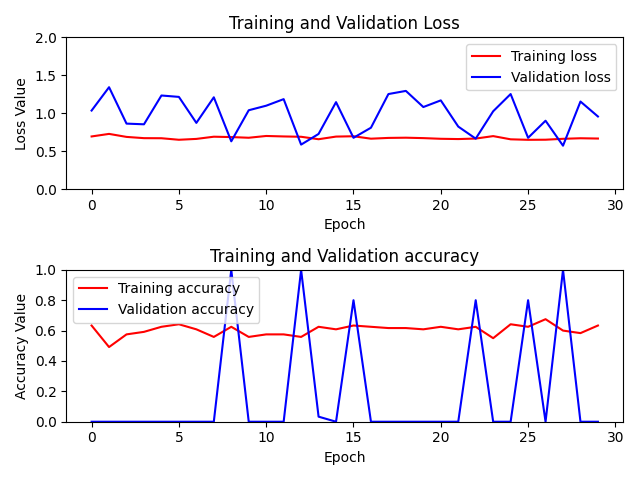 Training and Validation Loss
2.0
1.5
1.0
0.5
0.0
Loss Value
Training loss
Validation loss
0 5 10 15 20 25 30
Epoch
Training and Validation accuracy
1.0
0.8
0.6
0.4
0.2
0.0
Accuracy Value
Training accuracy
Validation accuracy
0 5 10 15 20 25 30
Epoch